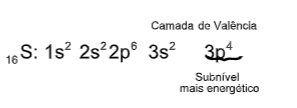 Camada de Valência
₁₆S: 1s² 2s² 2p⁶ 3s² 3p⁴
Subnível
mais energético